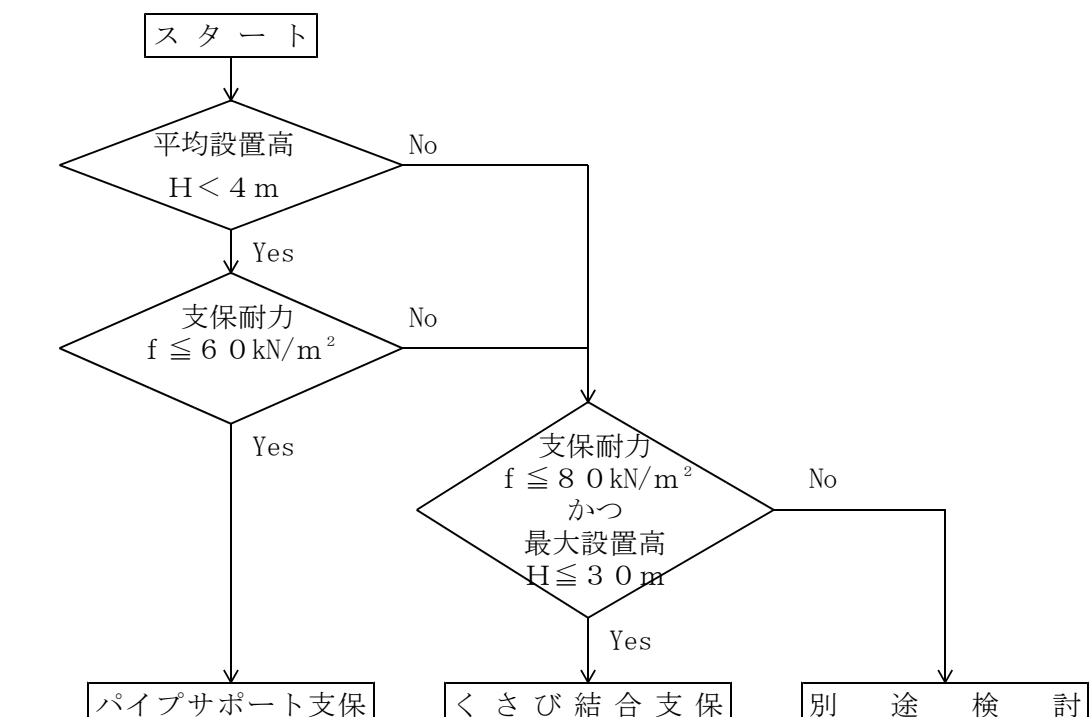 スタート
平均設置高
H＜４ｍ
No
Yes
支保耐力
f≦６０kN/m²
No
Yes
支保耐力
f≦８０kN/m²
かつ
最大設置高
H≦３０ｍ
No
Yes
パイプサポート支保
くさび結合支保
別途検討